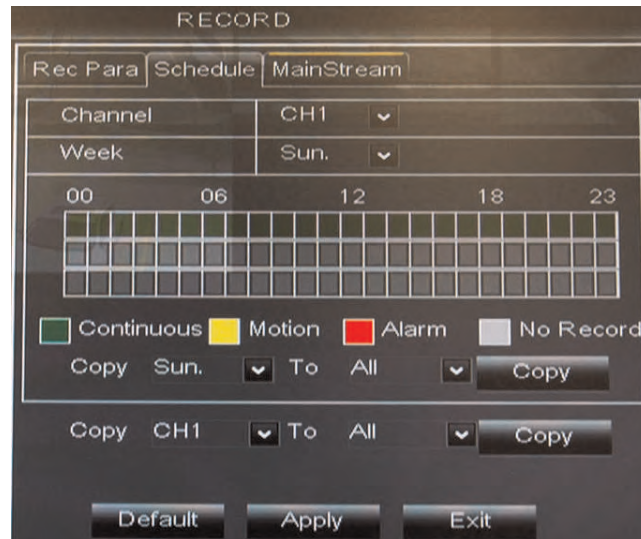 RECORD
Rec Para Schedule MainStream
Channel CH1
Week Sun.
00 06 12 18 23
Continuous Motion Alarm No Record
Copy Sun. To All Copy
Copy CH1 To All Copy
Default Apply Exit